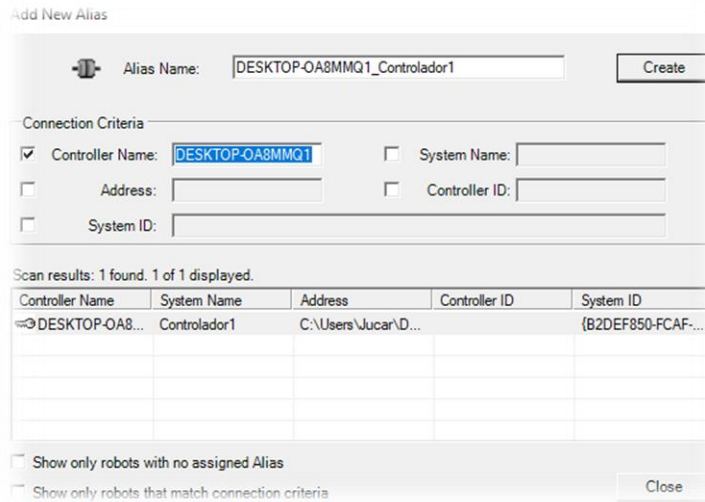 Add New Alias
Alias Name: DESKTOP-OA8MMQ1_Controlador1 Create
Connection Criteria
Controller Name: DESKTOP-OA8MMQ1 System Name:
Address: Controller ID:
System ID:
Scan results: 1 found. 1 of 1 displayed.
Controller Name System Name Address Controller ID System ID
DESKTOP-OA8... Controlador1 C:\Users\Jucar\D... {B2DEF850-FCAF-...
Show only robots with no assigned Alias
Show only robots that match connection criteria Close